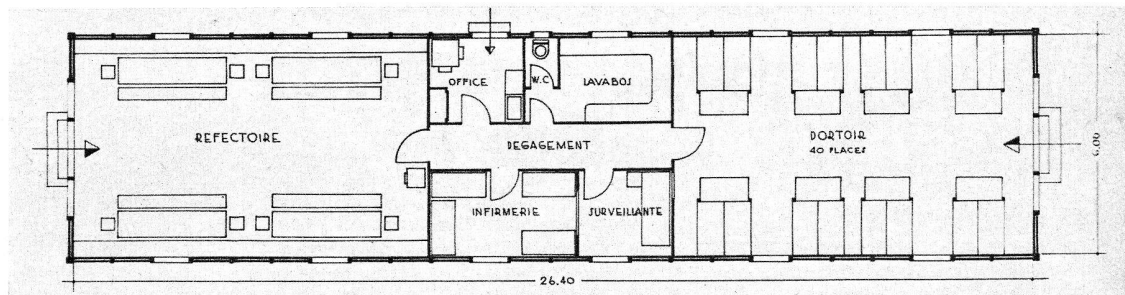 OFFICE
W.C
LAVABOS
REFECTOIRE
DEGAGEMENT
DORTOIR
40 PLACES
6.00
INFIRMERIE
SURVEILLANTE
26.40